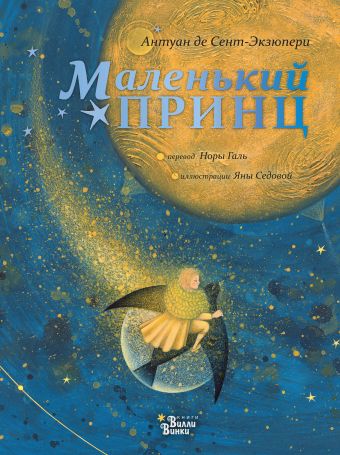 Антуан де Сент-Экзюпери
Маленький
ПРИНЦ
перевод Норы Галь
иллюстрации Яны Седовой
КНИГИ
Вилли
Винки